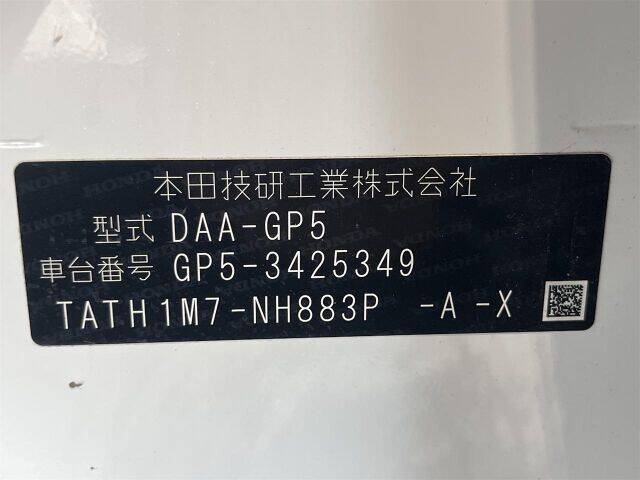 本田技研工業株式会社
型式 DAA-GP5
車台番号 GP5-3425349
TATH1M7-NH883P -A -X